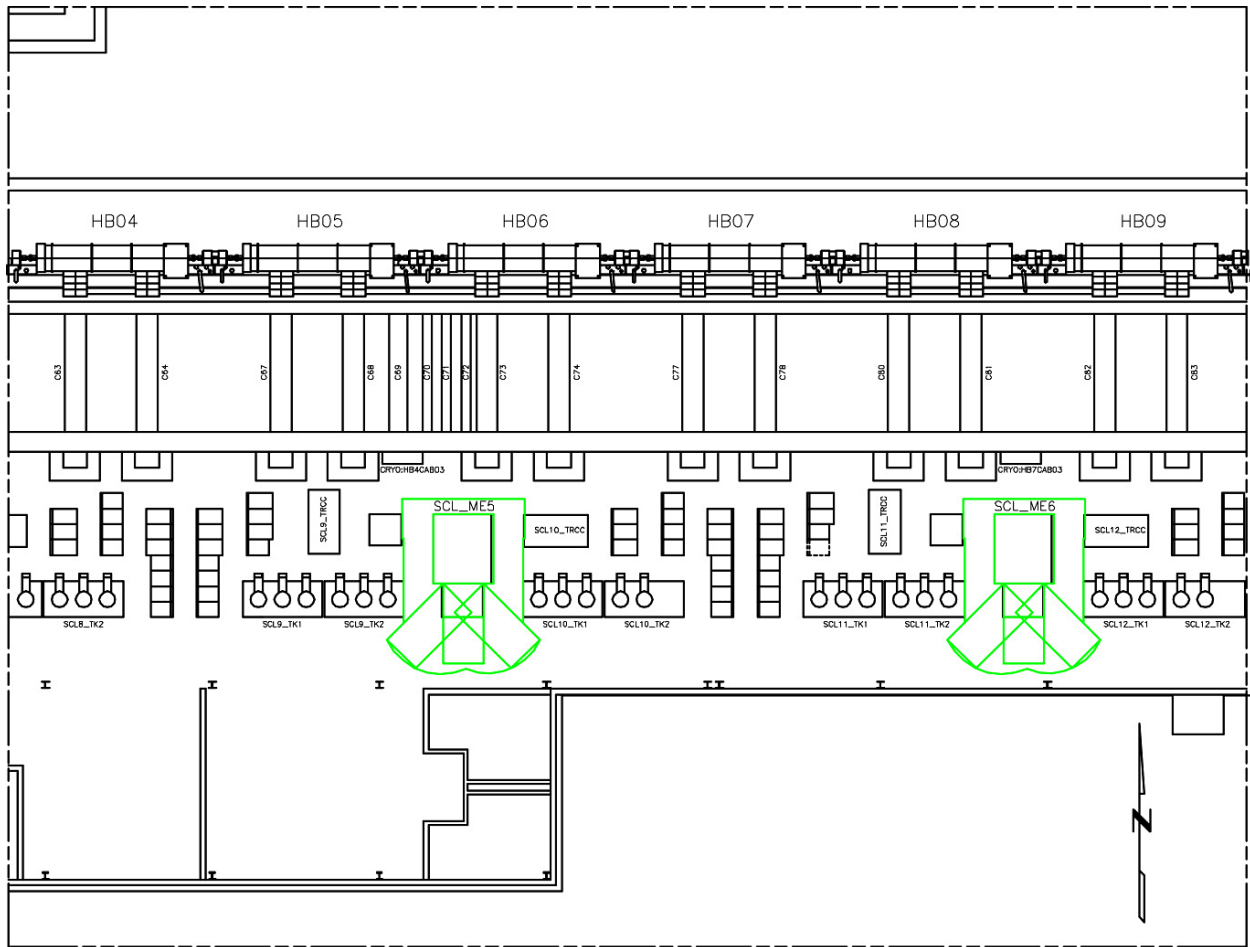 HB04
HB05
HB06
HB07
HB08
HB09
C63
C64
C67
C68
C69
C70
C71
C72
C73
C74
C77
C78
C80
C81
C82
C83
CRYO:HB4CAB03
CRYO:HB7CAB03
SCL_ME5
SCL_ME6
SCL9_TRCC
SCL10_TRCC
SCL11_TRCC
SCL12_TRCC
SCL8_TK2
SCL9_TK1
SCL9_TK2
SCL10_TK1
SCL10_TK2
SCL11_TK1
SCL11_TK2
SCL12_TK1
SCL12_TK2
N